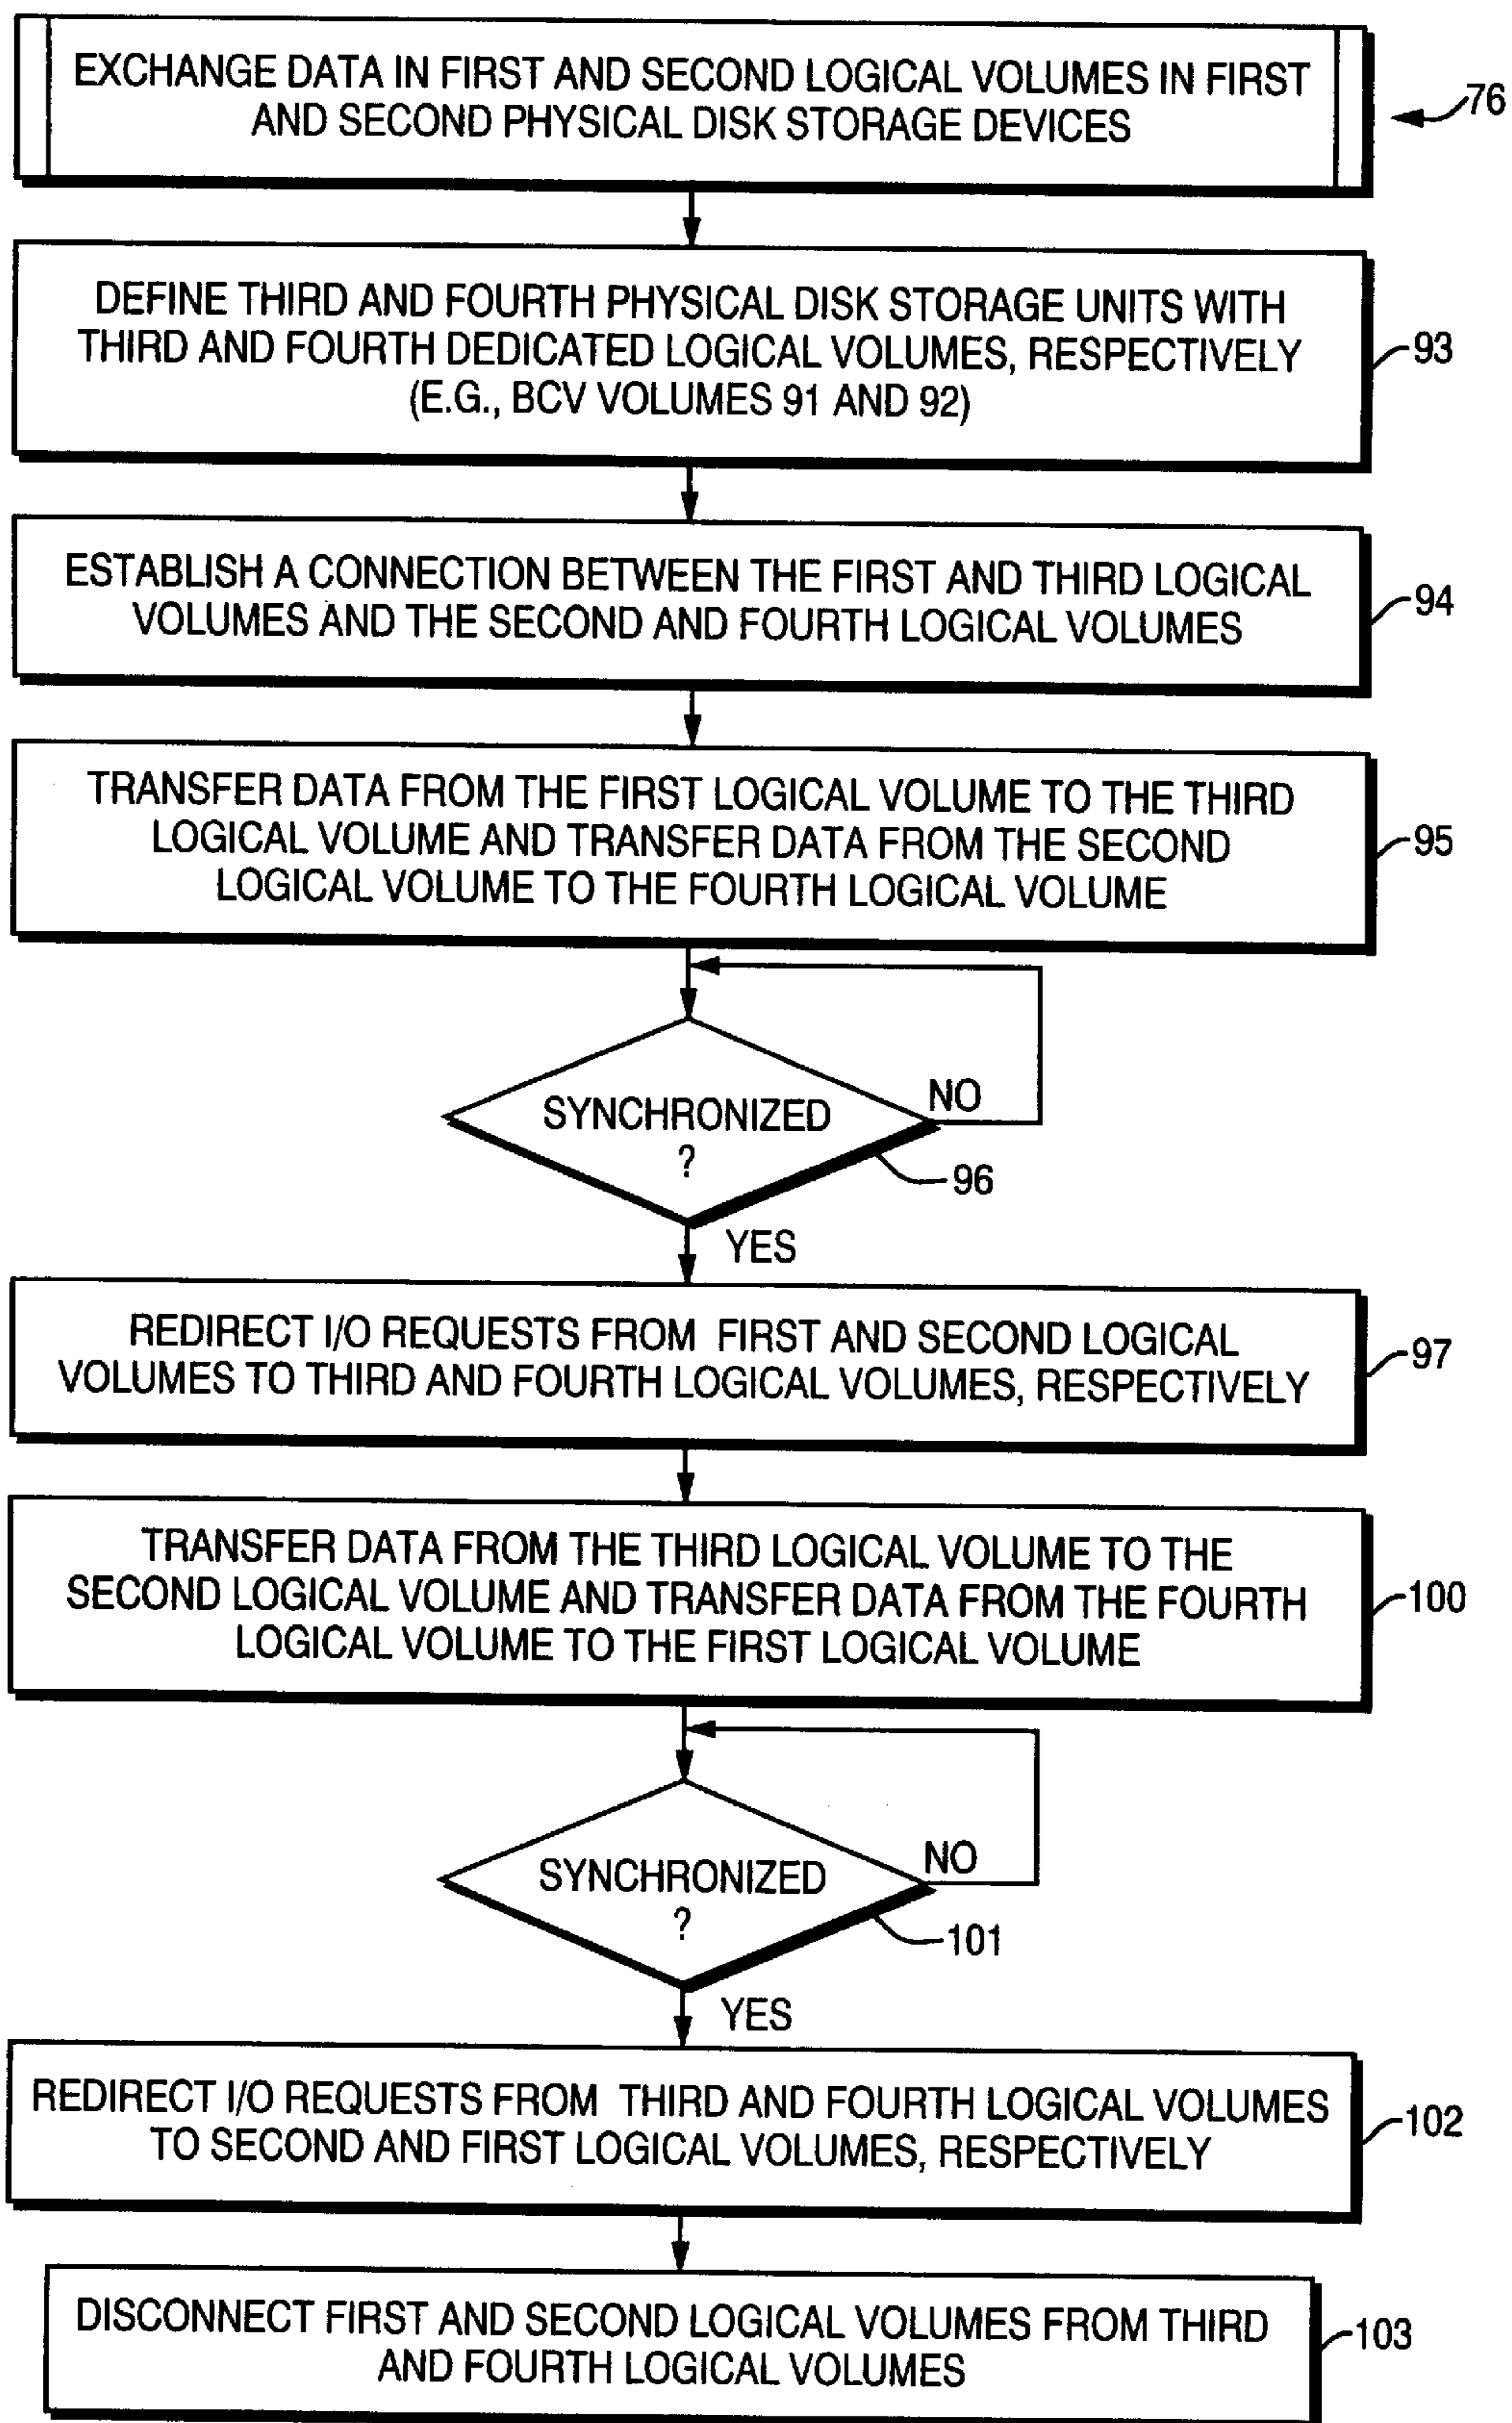 EXCHANGE DATA IN FIRST AND SECOND LOGICAL VOLUMES IN FIRST
AND SECOND PHYSICAL DISK STORAGE DEVICES
76
DEFINE THIRD AND FOURTH PHYSICAL DISK STORAGE UNITS WITH
THIRD AND FOURTH DEDICATED LOGICAL VOLUMES, RESPECTIVELY
(E.G., BCV VOLUMES 91 AND 92)
93
ESTABLISH A CONNECTION BETWEEN THE FIRST AND THIRD LOGICAL
VOLUMES AND THE SECOND AND FOURTH LOGICAL VOLUMES
94
TRANSFER DATA FROM THE FIRST LOGICAL VOLUME TO THE THIRD
LOGICAL VOLUME AND TRANSFER DATA FROM THE SECOND
LOGICAL VOLUME TO THE FOURTH LOGICAL VOLUME
95
SYNCHRONIZED
?
NO
96
YES
REDIRECT I/O REQUESTS FROM FIRST AND SECOND LOGICAL
VOLUMES TO THIRD AND FOURTH LOGICAL VOLUMES, RESPECTIVELY
97
TRANSFER DATA FROM THE THIRD LOGICAL VOLUME TO THE
SECOND LOGICAL VOLUME AND TRANSFER DATA FROM THE FOURTH
LOGICAL VOLUME TO THE FIRST LOGICAL VOLUME
100
SYNCHRONIZED
?
NO
101
YES
REDIRECT I/O REQUESTS FROM THIRD AND FOURTH LOGICAL VOLUMES
TO SECOND AND FIRST LOGICAL VOLUMES, RESPECTIVELY
102
DISCONNECT FIRST AND SECOND LOGICAL VOLUMES FROM THIRD
AND FOURTH LOGICAL VOLUMES
103